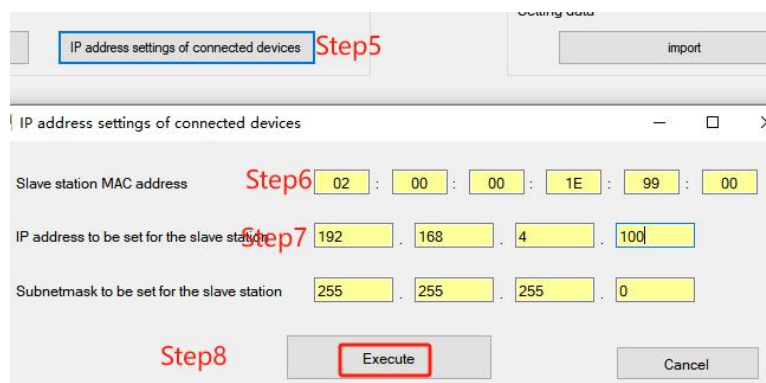 Setting data
IP address settings of connected devices Step5 import
IP address settings of connected devices
Slave station MAC address Step6 02 : 00 : 00 : 1E : 99 : 00
IP address to be set for the slave station Step7 192 . 168 . 4 . 100
Subnetmask to be set for the slave station 255 . 255 . 255 . 0
Step8 Execute Cancel